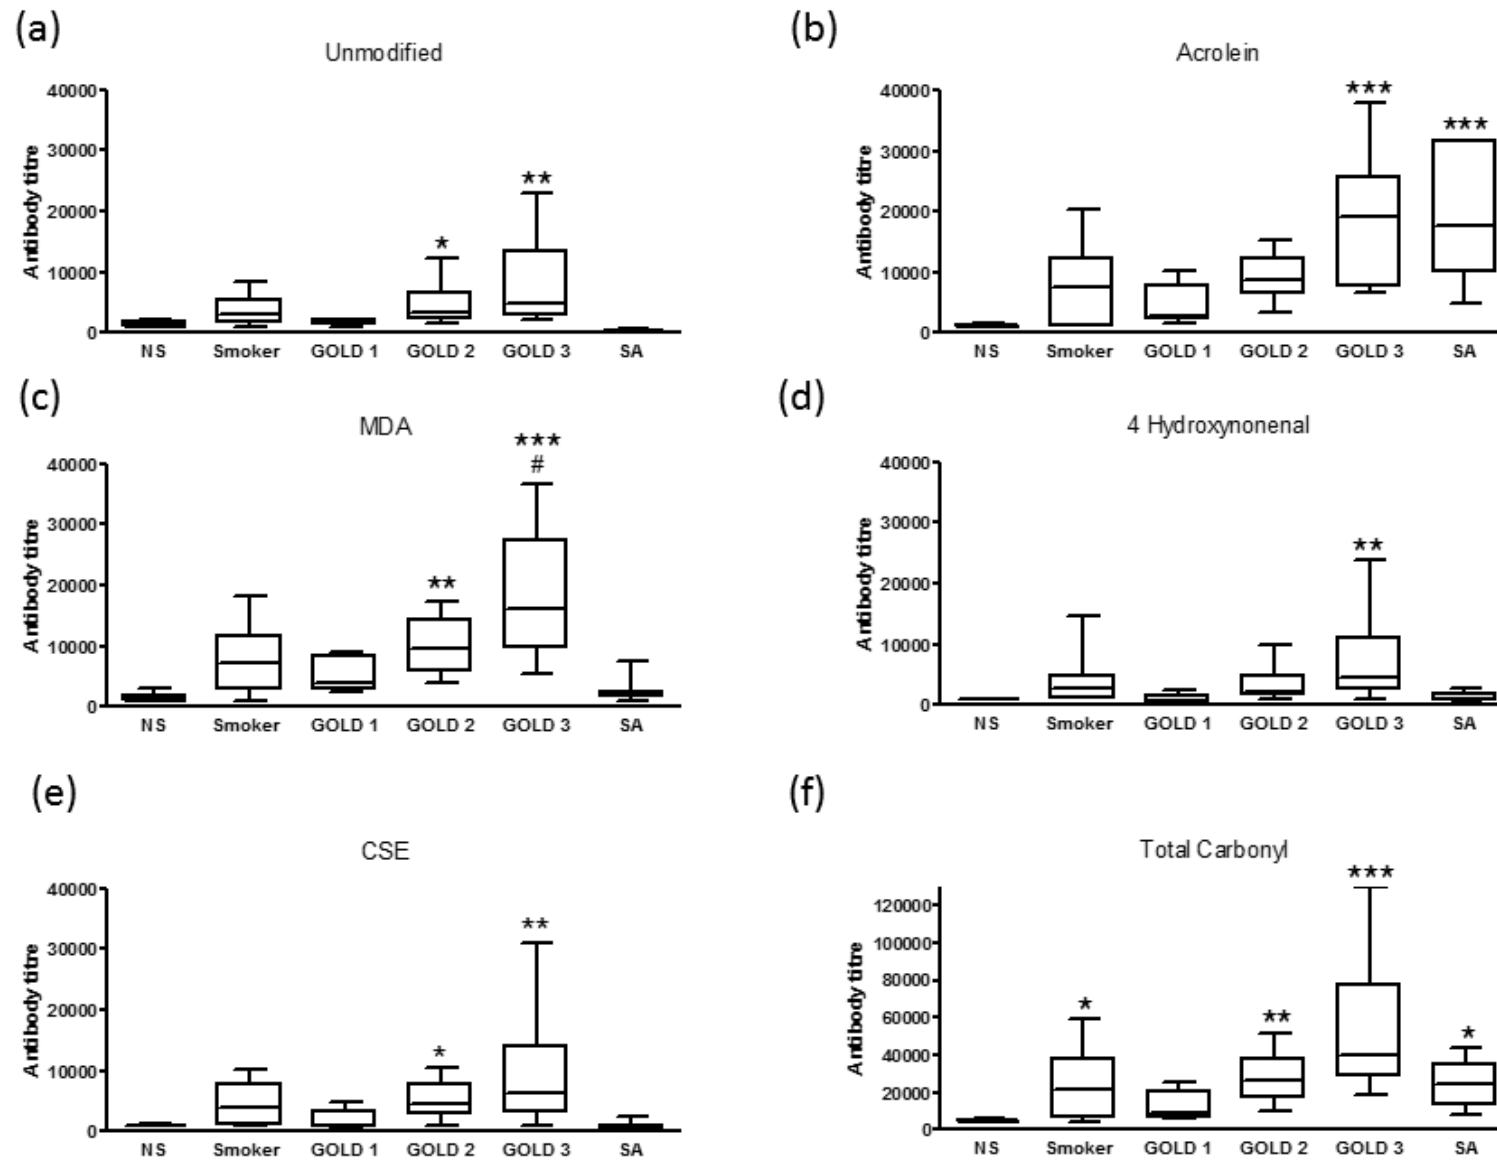 (a)
Unmodified
Antibody titre
40000
30000
20000
10000
0
*
**
NS Smoker GOLD 1 GOLD 2 GOLD 3 SA
(b)
Acrolein
Antibody titre
40000
30000
20000
10000
0
***
***
NS Smoker GOLD 1 GOLD 2 GOLD 3 SA
(c)
MDA
Antibody titre
40000
30000
20000
10000
0
**
***
#
NS Smoker GOLD 1 GOLD 2 GOLD 3 SA
(d)
4 Hydroxynonenal
Antibody titre
40000
30000
20000
10000
0
**
NS Smoker GOLD 1 GOLD 2 GOLD 3 SA
(e)
CSE
Antibody titre
40000
30000
20000
10000
0
*
**
NS Smoker GOLD 1 GOLD 2 GOLD 3 SA
(f)
Total Carbonyl
Antibody titre
120000
100000
80000
60000
40000
20000
0
*
**
***
*
NS Smoker GOLD 1 GOLD 2 GOLD 3 SA